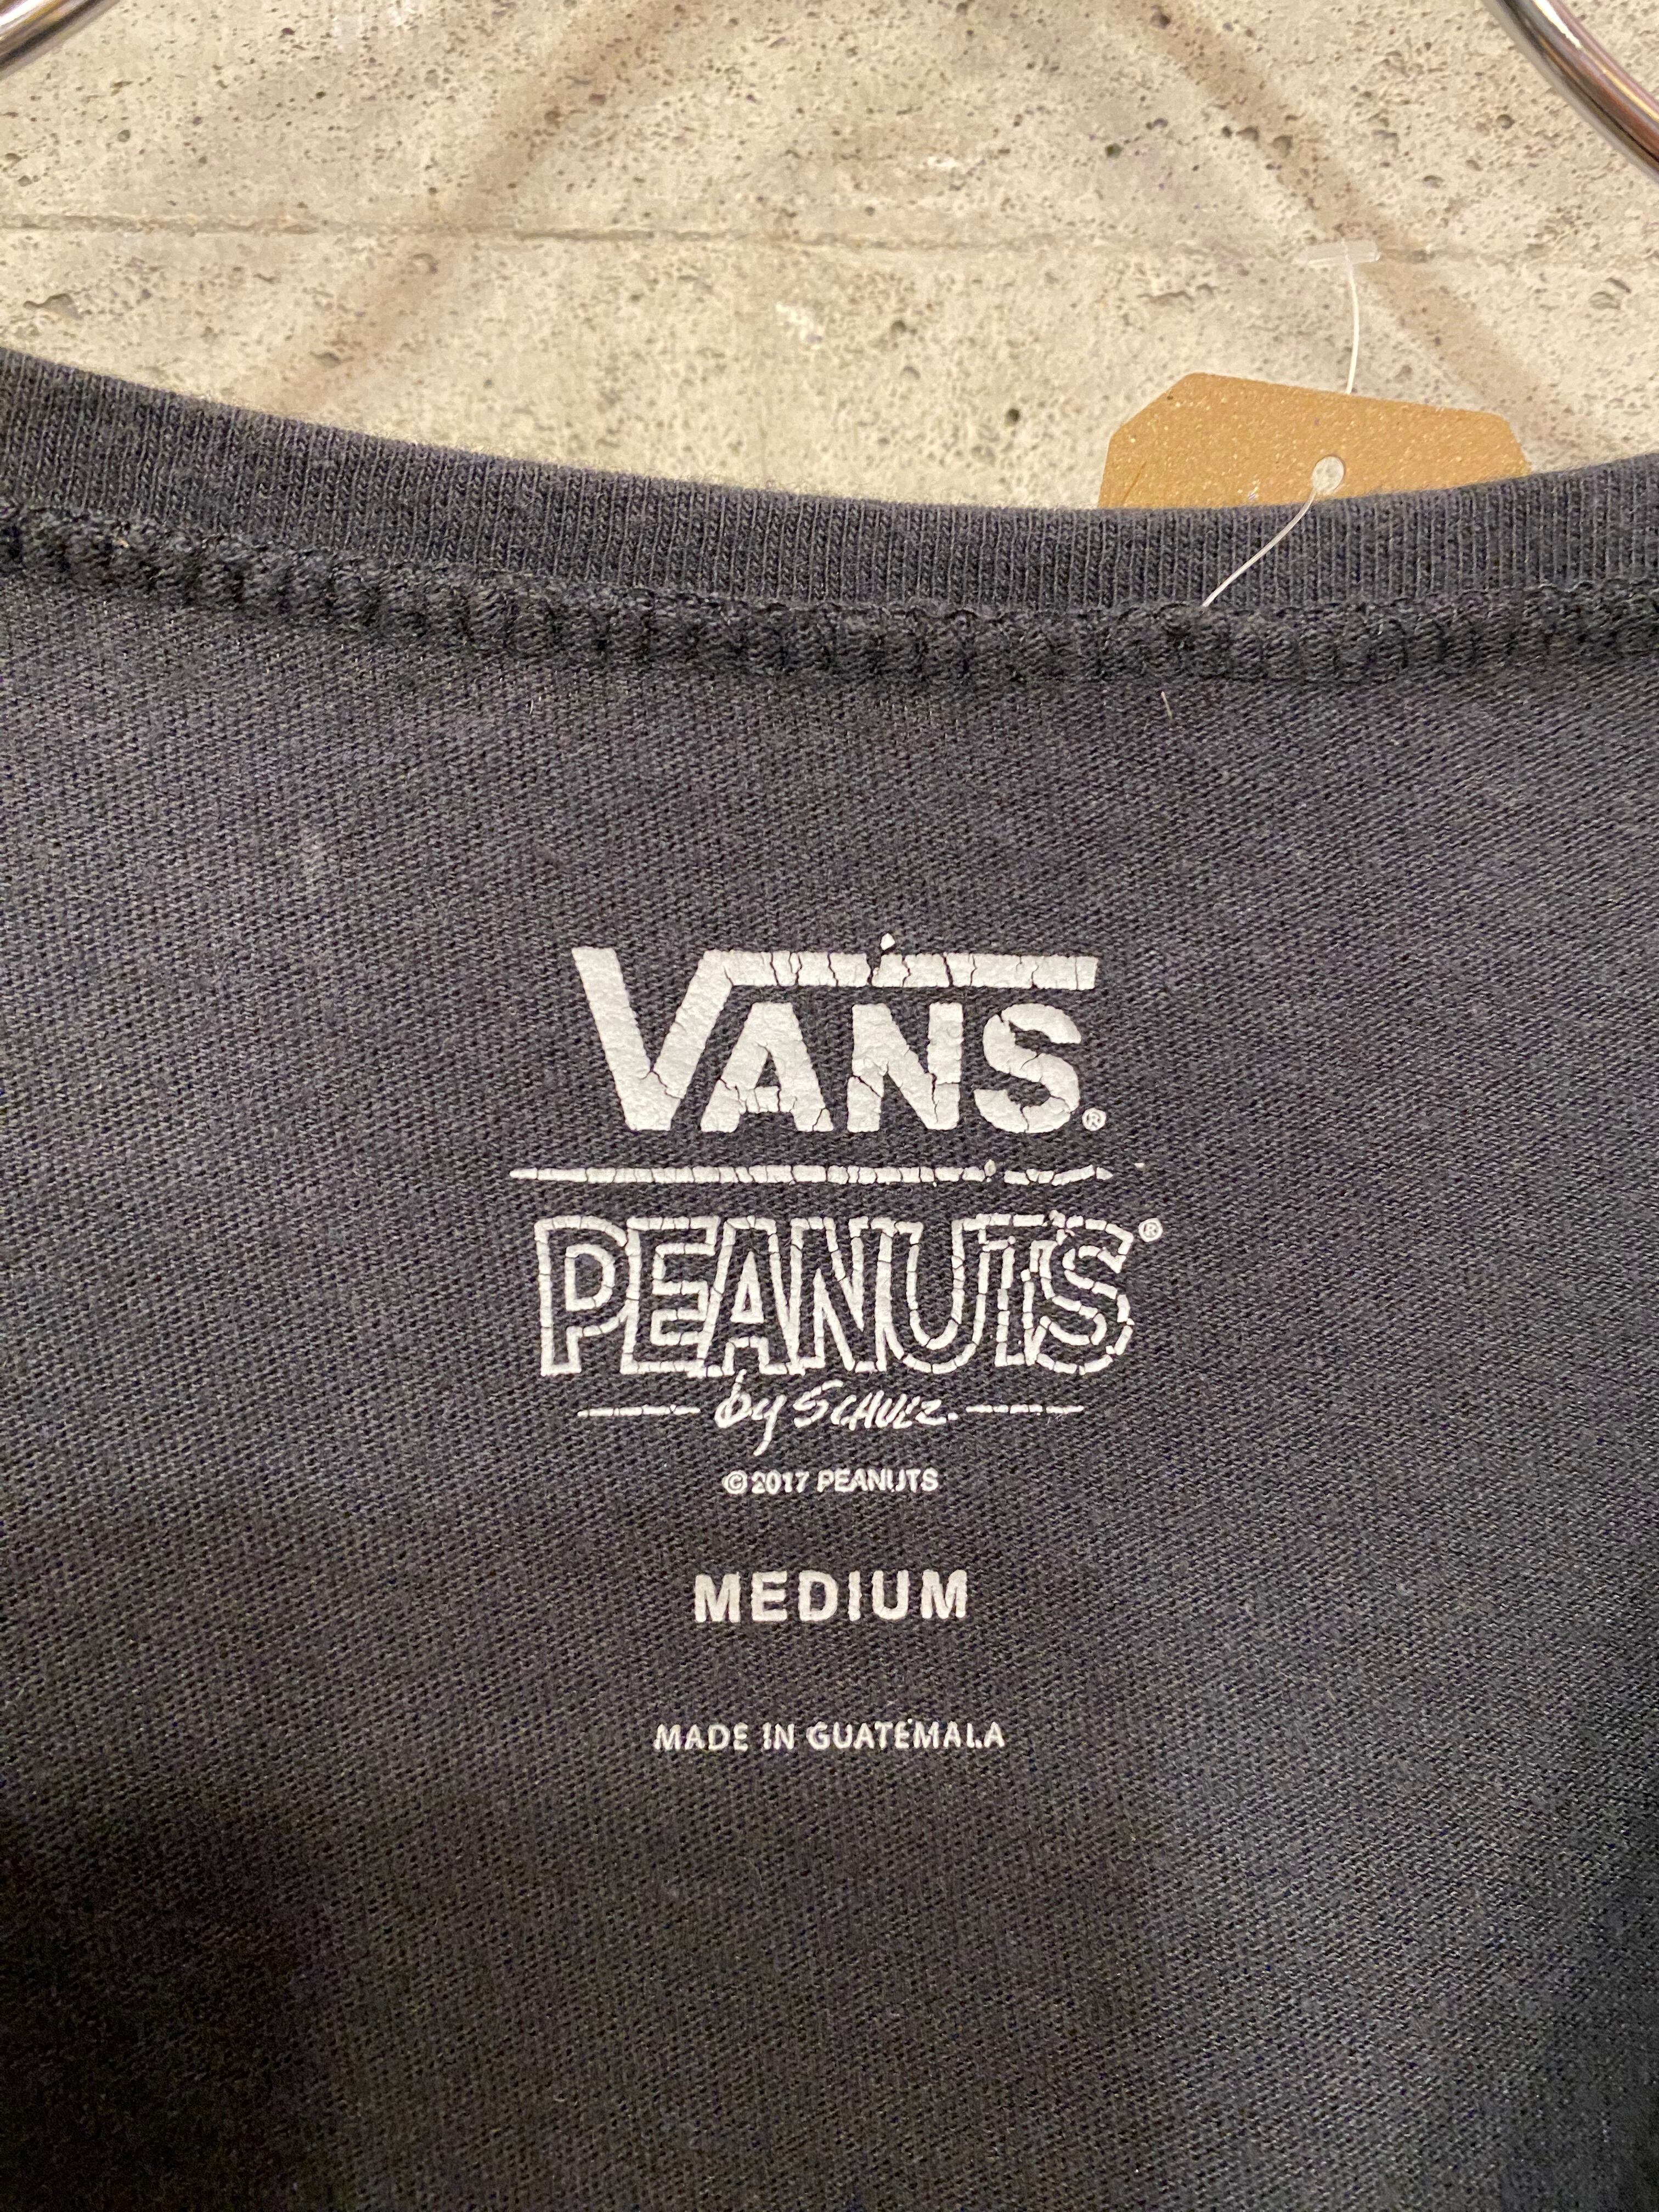 VANS®
PEANUTS®
by SCHULZ
©2017 PEANUTS
MEDIUM
MADE IN GUATEMALA